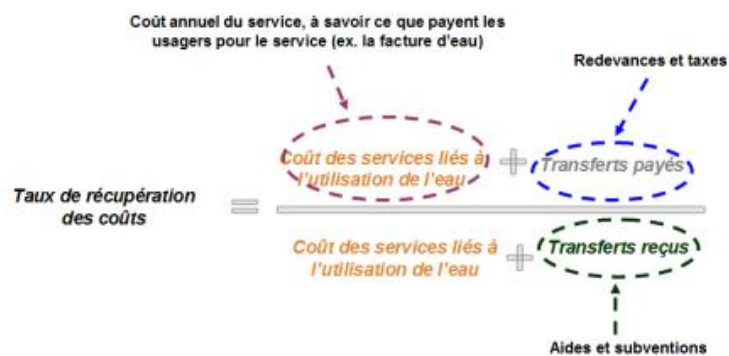 Coût annuel du service, à savoir ce que payent les
usagers pour le service (ex. la facture d'eau)
Redevances et taxes
Coût des services liés à
l'utilisation de l'eau
+
Transferts payés
Taux de récupération
des coûts
=
Coût des services liés à
l'utilisation de l'eau
+
Transferts reçus
Aides et subventions